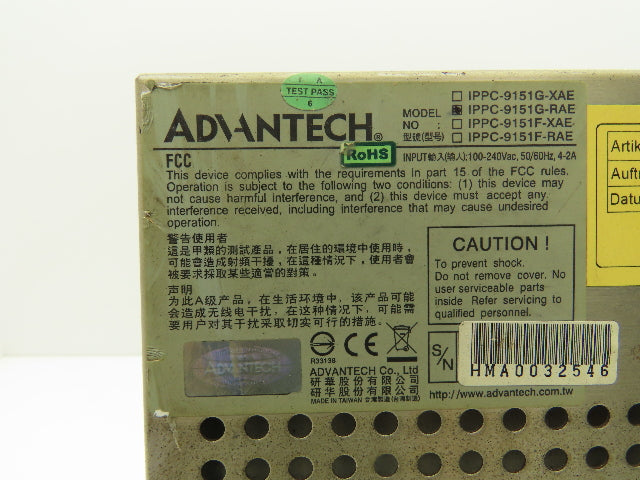 TEST PASS
6
ADVANTECH®
MODEL
NO :
型號(型号)
IPPC-9151G-XAE
IPPC-9151G-RAE
IPPC-9151F-XAE
IPPC-9151F-RAE
RoHS
INPUT輸入(输入):100-240Vac, 50/60Hz, 4-2A
FCC
This device complies with the requirements in part 15 of the FCC rules.
Operation is subject to the following two conditions: (1) this device may
not cause harmful interference, and (2) this device must accept any
interference received, including interference that may cause undesired
operation.
警告使用者
這是甲類的測試產品，在居住的環境中使用時，
可能會造成射頻干擾，在這種情況下，使用者會
被要求採取某些適當的對策。
声明
为此A级产品，在生活环境中，该产品可能
会造成无线电干扰，在这种情况下，可能需
要用户对其干扰采取切实可行的措施。
CAUTION !
To prevent shock.
Do not remove cover. No
user serviceable parts
inside Refer servicing to
qualified personnel.
R33138
CE
ADVANTECH
ADVANTECH Co., Ltd.
研華股份有限公司
研华股份有限公司
MADE IN TAIWAN 台灣製造(台湾制造)
S/N
HMA0032546
http://www.advantech.com.tw
Artik
Auftr
Datu